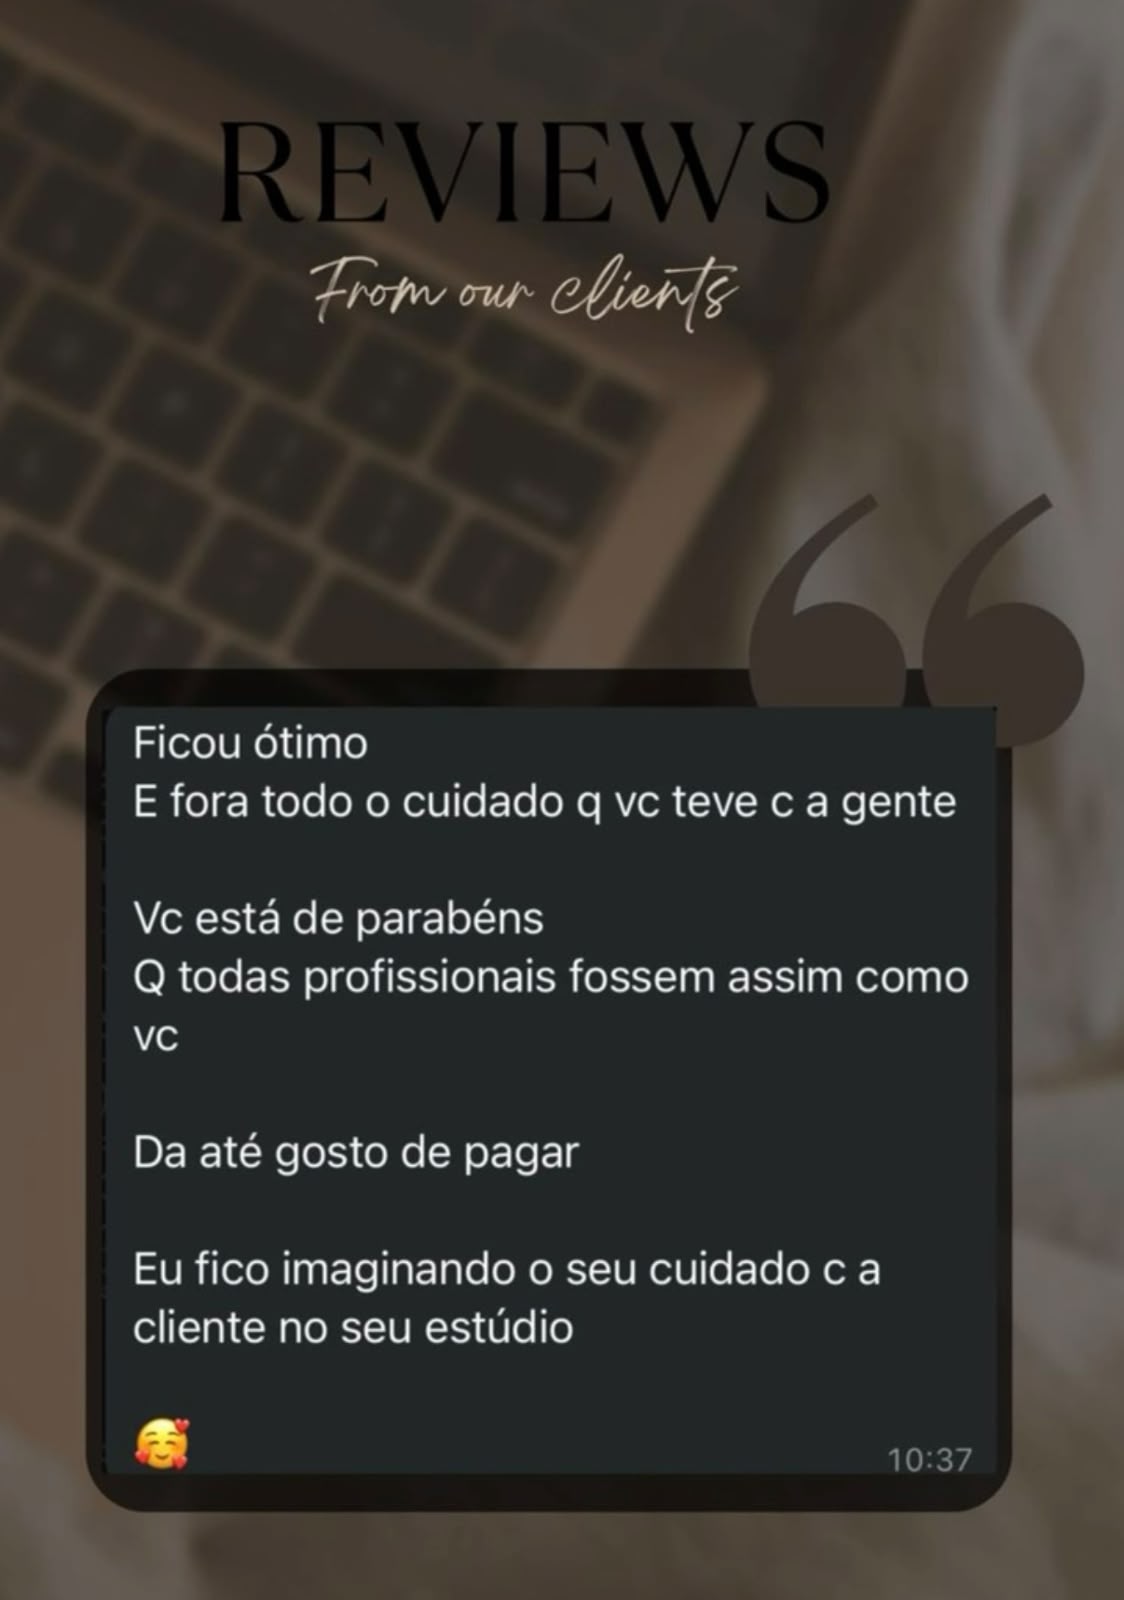 REVIEWS
From our clients
Ficou ótimo
E fora todo o cuidado q vc teve c a gente
Vc está de parabéns
Q todas profissionais fossem assim como
vc
Da até gosto de pagar
Eu fico imaginando o seu cuidado c a
cliente no seu estúdio
🥰
10:37